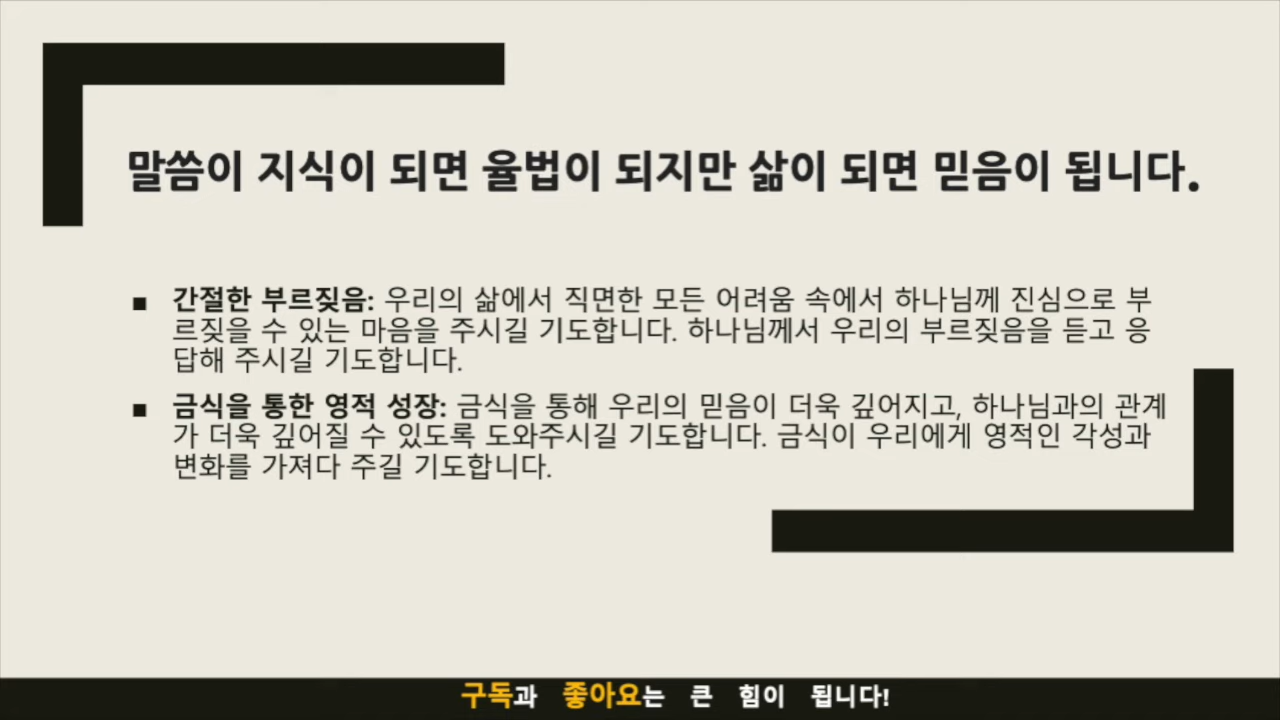 말씀이 지식이 되면 율법이 되지만 삶이 되면 믿음이 됩니다.
▪ 간절한 부르짖음: 우리의 삶에서 직면한 모든 어려움 속에서 하나님께 진심으로 부
르짖을 수 있는 마음을 주시길 기도합니다. 하나님께서 우리의 부르짖음을 듣고 응
답해 주시길 기도합니다.
▪ 금식을 통한 영적 성장: 금식을 통해 우리의 믿음이 더욱 깊어지고, 하나님과의 관계
가 더욱 깊어질 수 있도록 도와주시길 기도합니다. 금식이 우리에게 영적인 각성과
변화를 가져다 주길 기도합니다.
구독과 좋아요는 큰 힘이 됩니다!